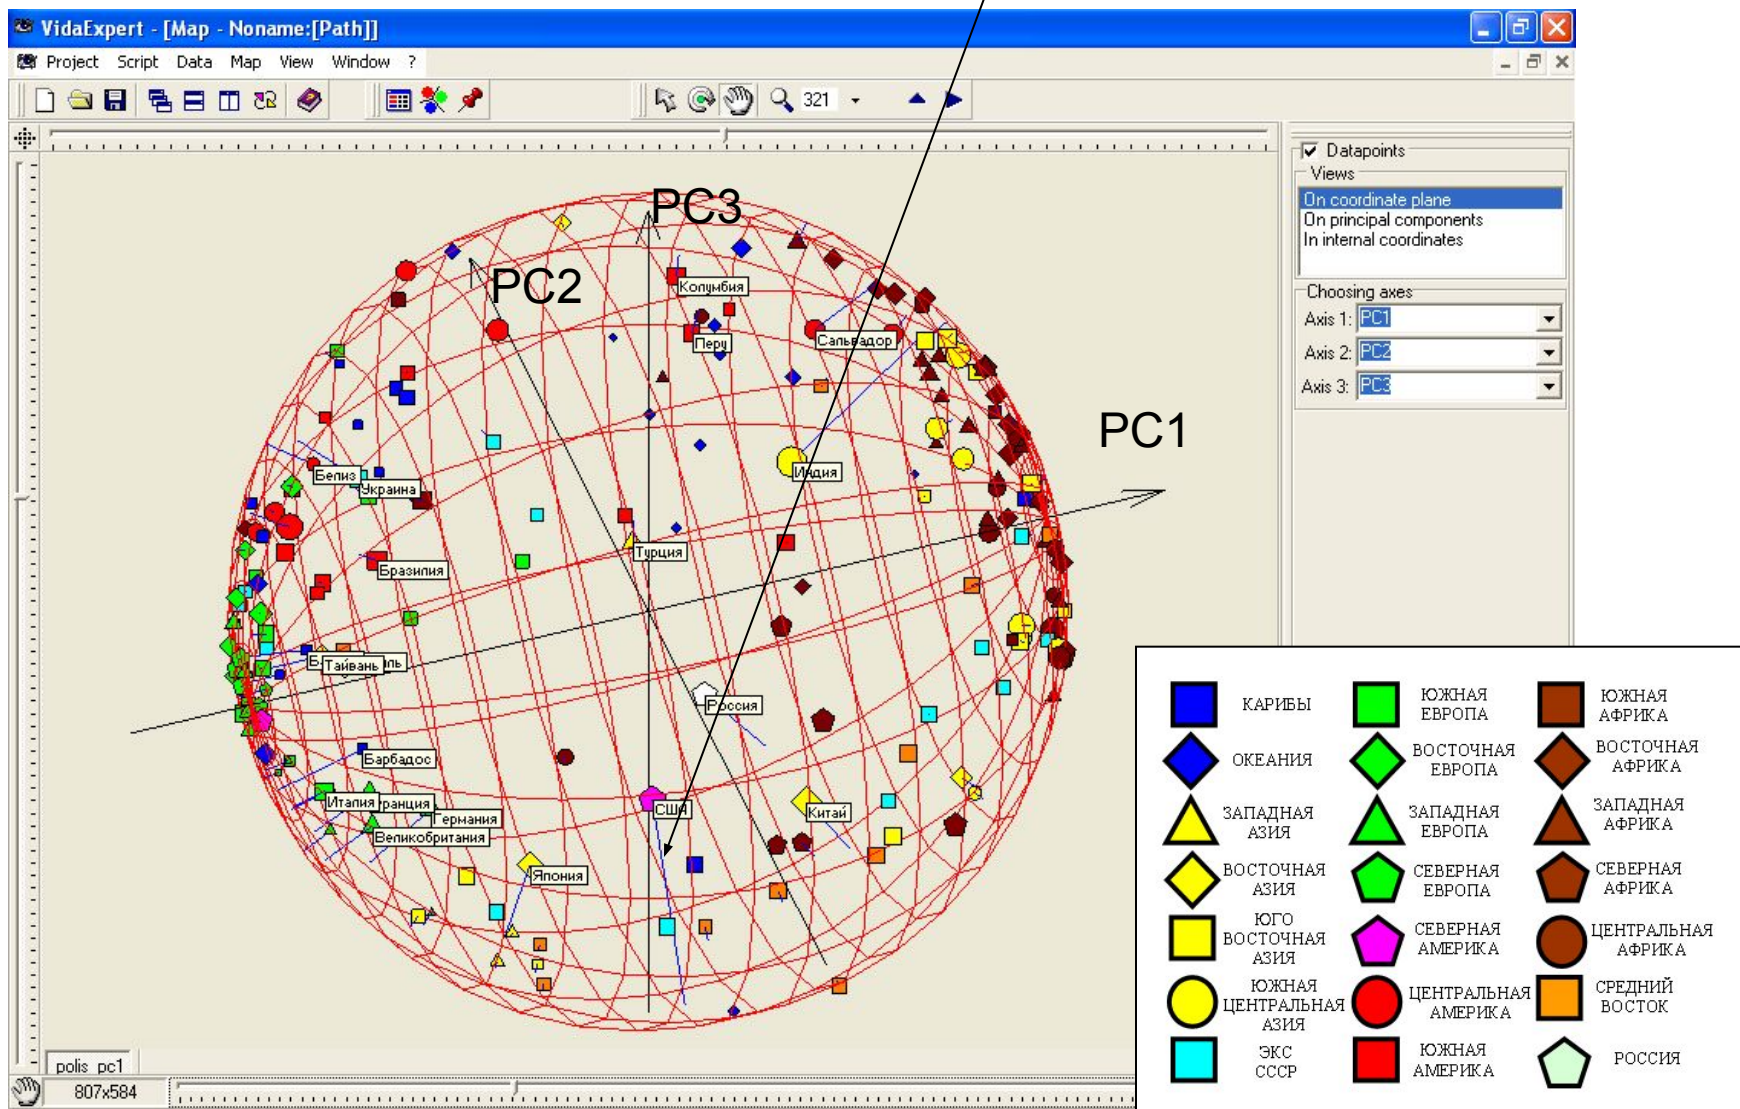 VidaExpert - [Map - Noname:[Path]]
Project Script Data Map View Window ?
321
Datapoints
Views
On coordinate plane
On principal components
In internal coordinates
Choosing axes
Axis 1: PC1
Axis 2: PC2
Axis 3: PC3
PC3
PC2
PC1
Колумбия
Перу
Сальвадор
Белиз
Украина
Индия
Турция
Бразилия
Тайвань
Россия
Барбадос
Италия
Германия
Великобритания
США
Китай
Япония
КАРИБЫ
ЮЖНАЯ
ЕВРОПА
ЮЖНАЯ
АФРИКА
ОКЕАНИЯ
ВОСТОЧНАЯ
ЕВРОПА
ВОСТОЧНАЯ
АФРИКА
ЗАПАДНАЯ
АЗИЯ
ЗАПАДНАЯ
ЕВРОПА
ЗАПАДНАЯ
АФРИКА
ВОСТОЧНАЯ
АЗИЯ
СЕВЕРНАЯ
ЕВРОПА
СЕВЕРНАЯ
АФРИКА
ЮГО
ВОСТОЧНАЯ
АЗИЯ
СЕВЕРНАЯ
АМЕРИКА
ЦЕНТРАЛЬНАЯ
АФРИКА
ЮЖНАЯ
ЦЕНТРАЛЬНАЯ
АЗИЯ
ЦЕНТРАЛЬНАЯ
АМЕРИКА
СРЕДНИЙ
ВОСТОК
ЭКС
СССР
ЮЖНАЯ
АМЕРИКА
РОССИЯ
polis_pc1
807x584